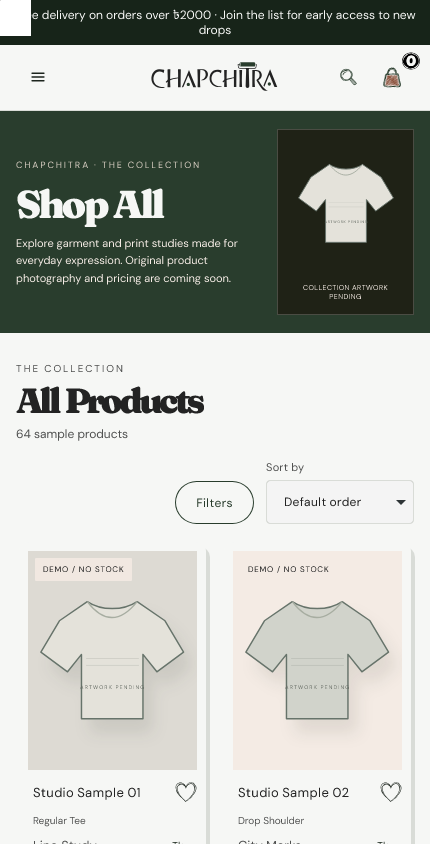 e delivery on orders over ৳2000 · Join the list for early access to new
drops
CHAPCHITRA
0
CHAPCHITRA · THE COLLECTION
Shop All
Explore garment and print studies made for
everyday expression. Original product
photography and pricing are coming soon.
ARTWORK PENDING
COLLECTION ARTWORK
PENDING
THE COLLECTION
All Products
64 sample products
Sort by
Filters
Default order
DEMO / NO STOCK
DEMO / NO STOCK
ARTWORK PENDING
ARTWORK PENDING
Studio Sample 01
Studio Sample 02
Regular Tee
Drop Shoulder